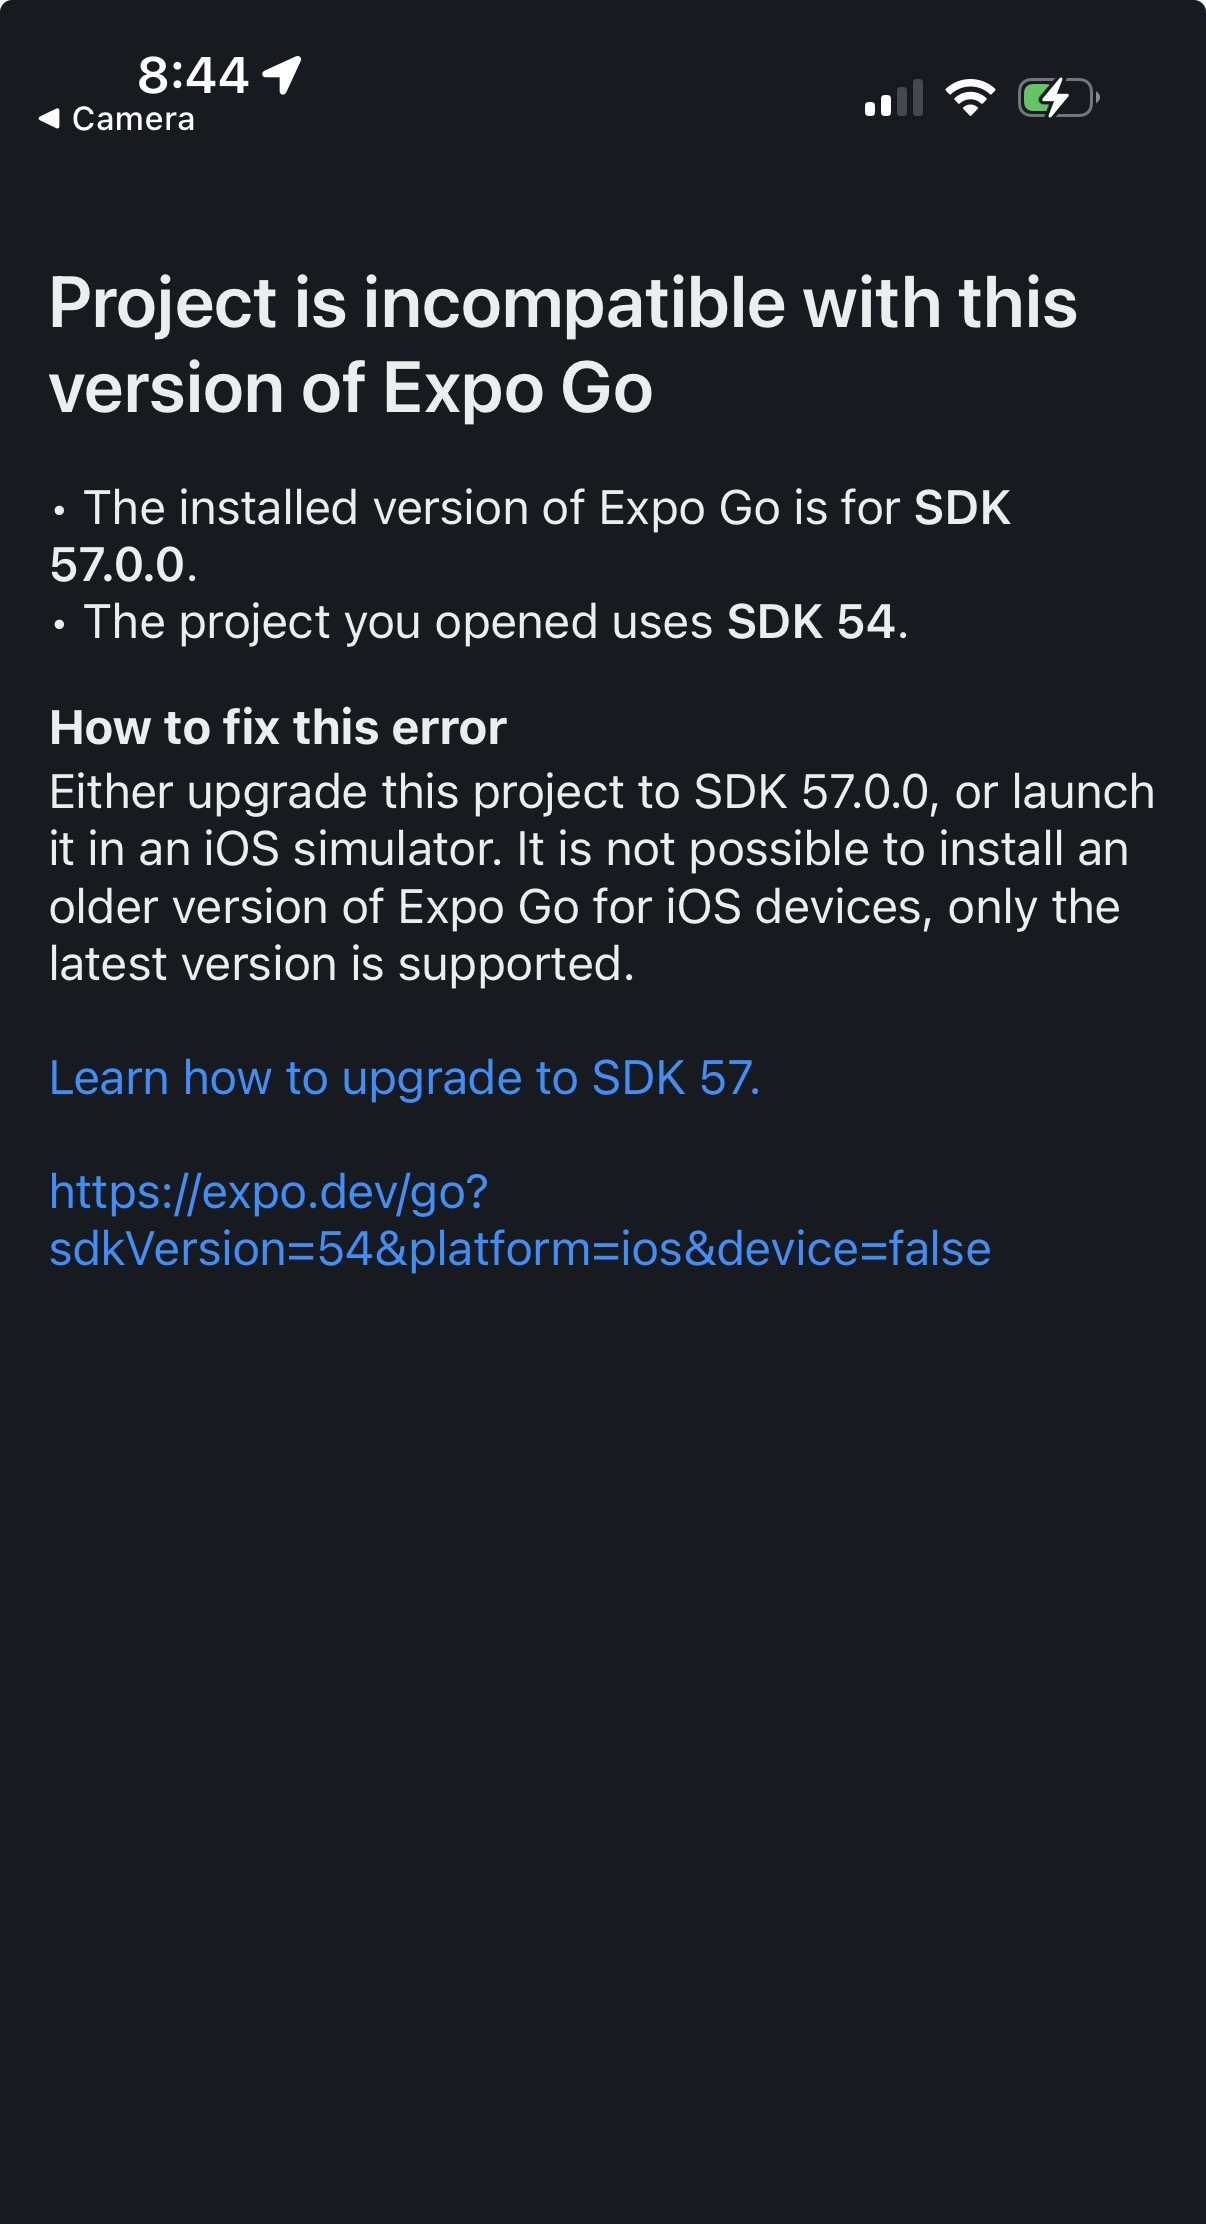 8:44
◀ Camera
Project is incompatible with this
version of Expo Go
• The installed version of Expo Go is for SDK
57.0.0.
• The project you opened uses SDK 54.
How to fix this error
Either upgrade this project to SDK 57.0.0, or launch
it in an iOS simulator. It is not possible to install an
older version of Expo Go for iOS devices, only the
latest version is supported.
Learn how to upgrade to SDK 57.
https://expo.dev/go?
sdkVersion=54&platform=ios&device=false